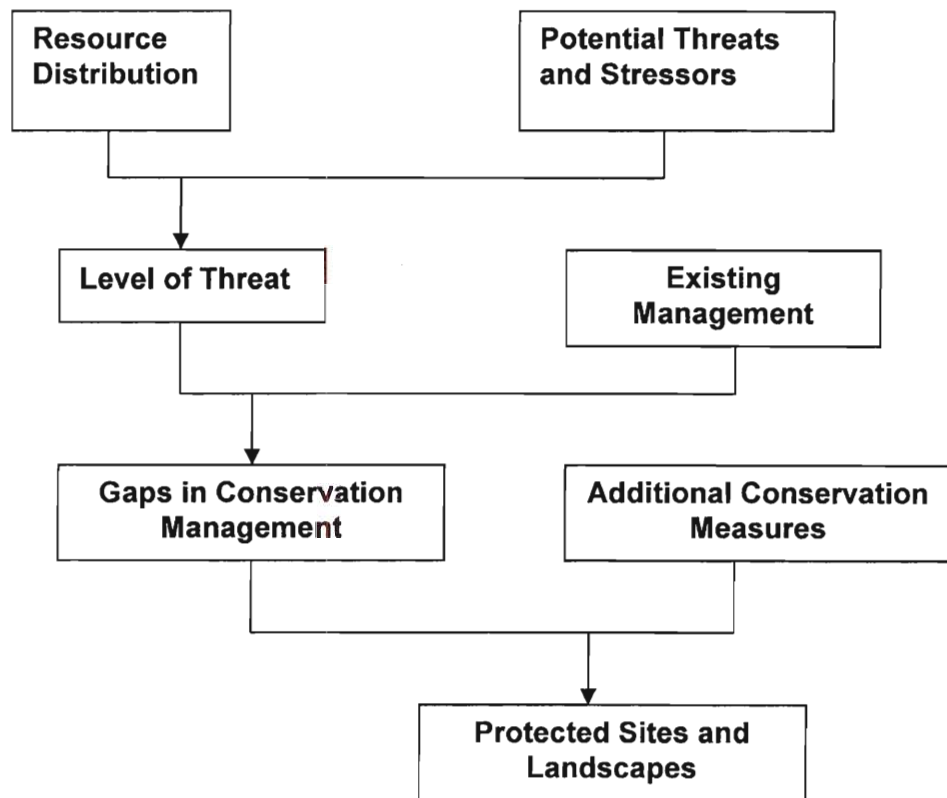 Resource
Distribution
Potential Threats
and Stressors
Level of Threat
Existing
Management
Gaps in Conservation
Management
Additional Conservation
Measures
Protected Sites and
Landscapes